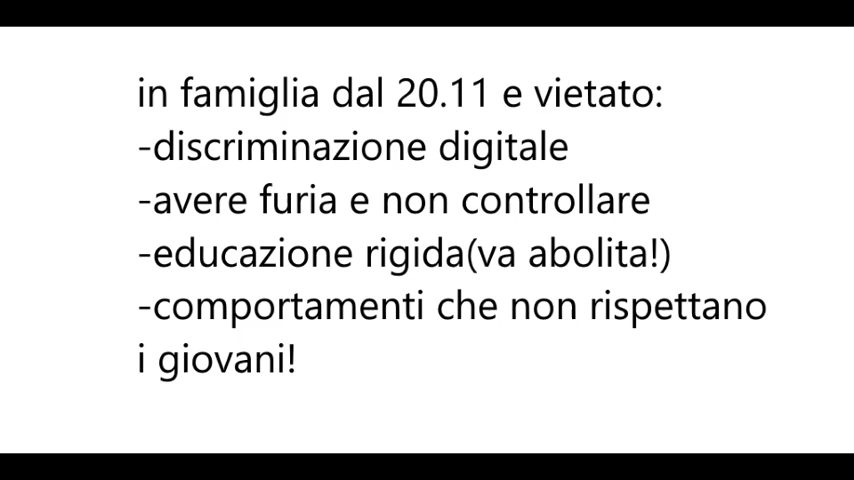 in famiglia dal 20.11 e vietato:
-discriminazione digitale
-avere furia e non controllare
-educazione rigida(va abolita!)
-comportamenti che non rispettano
i giovani!